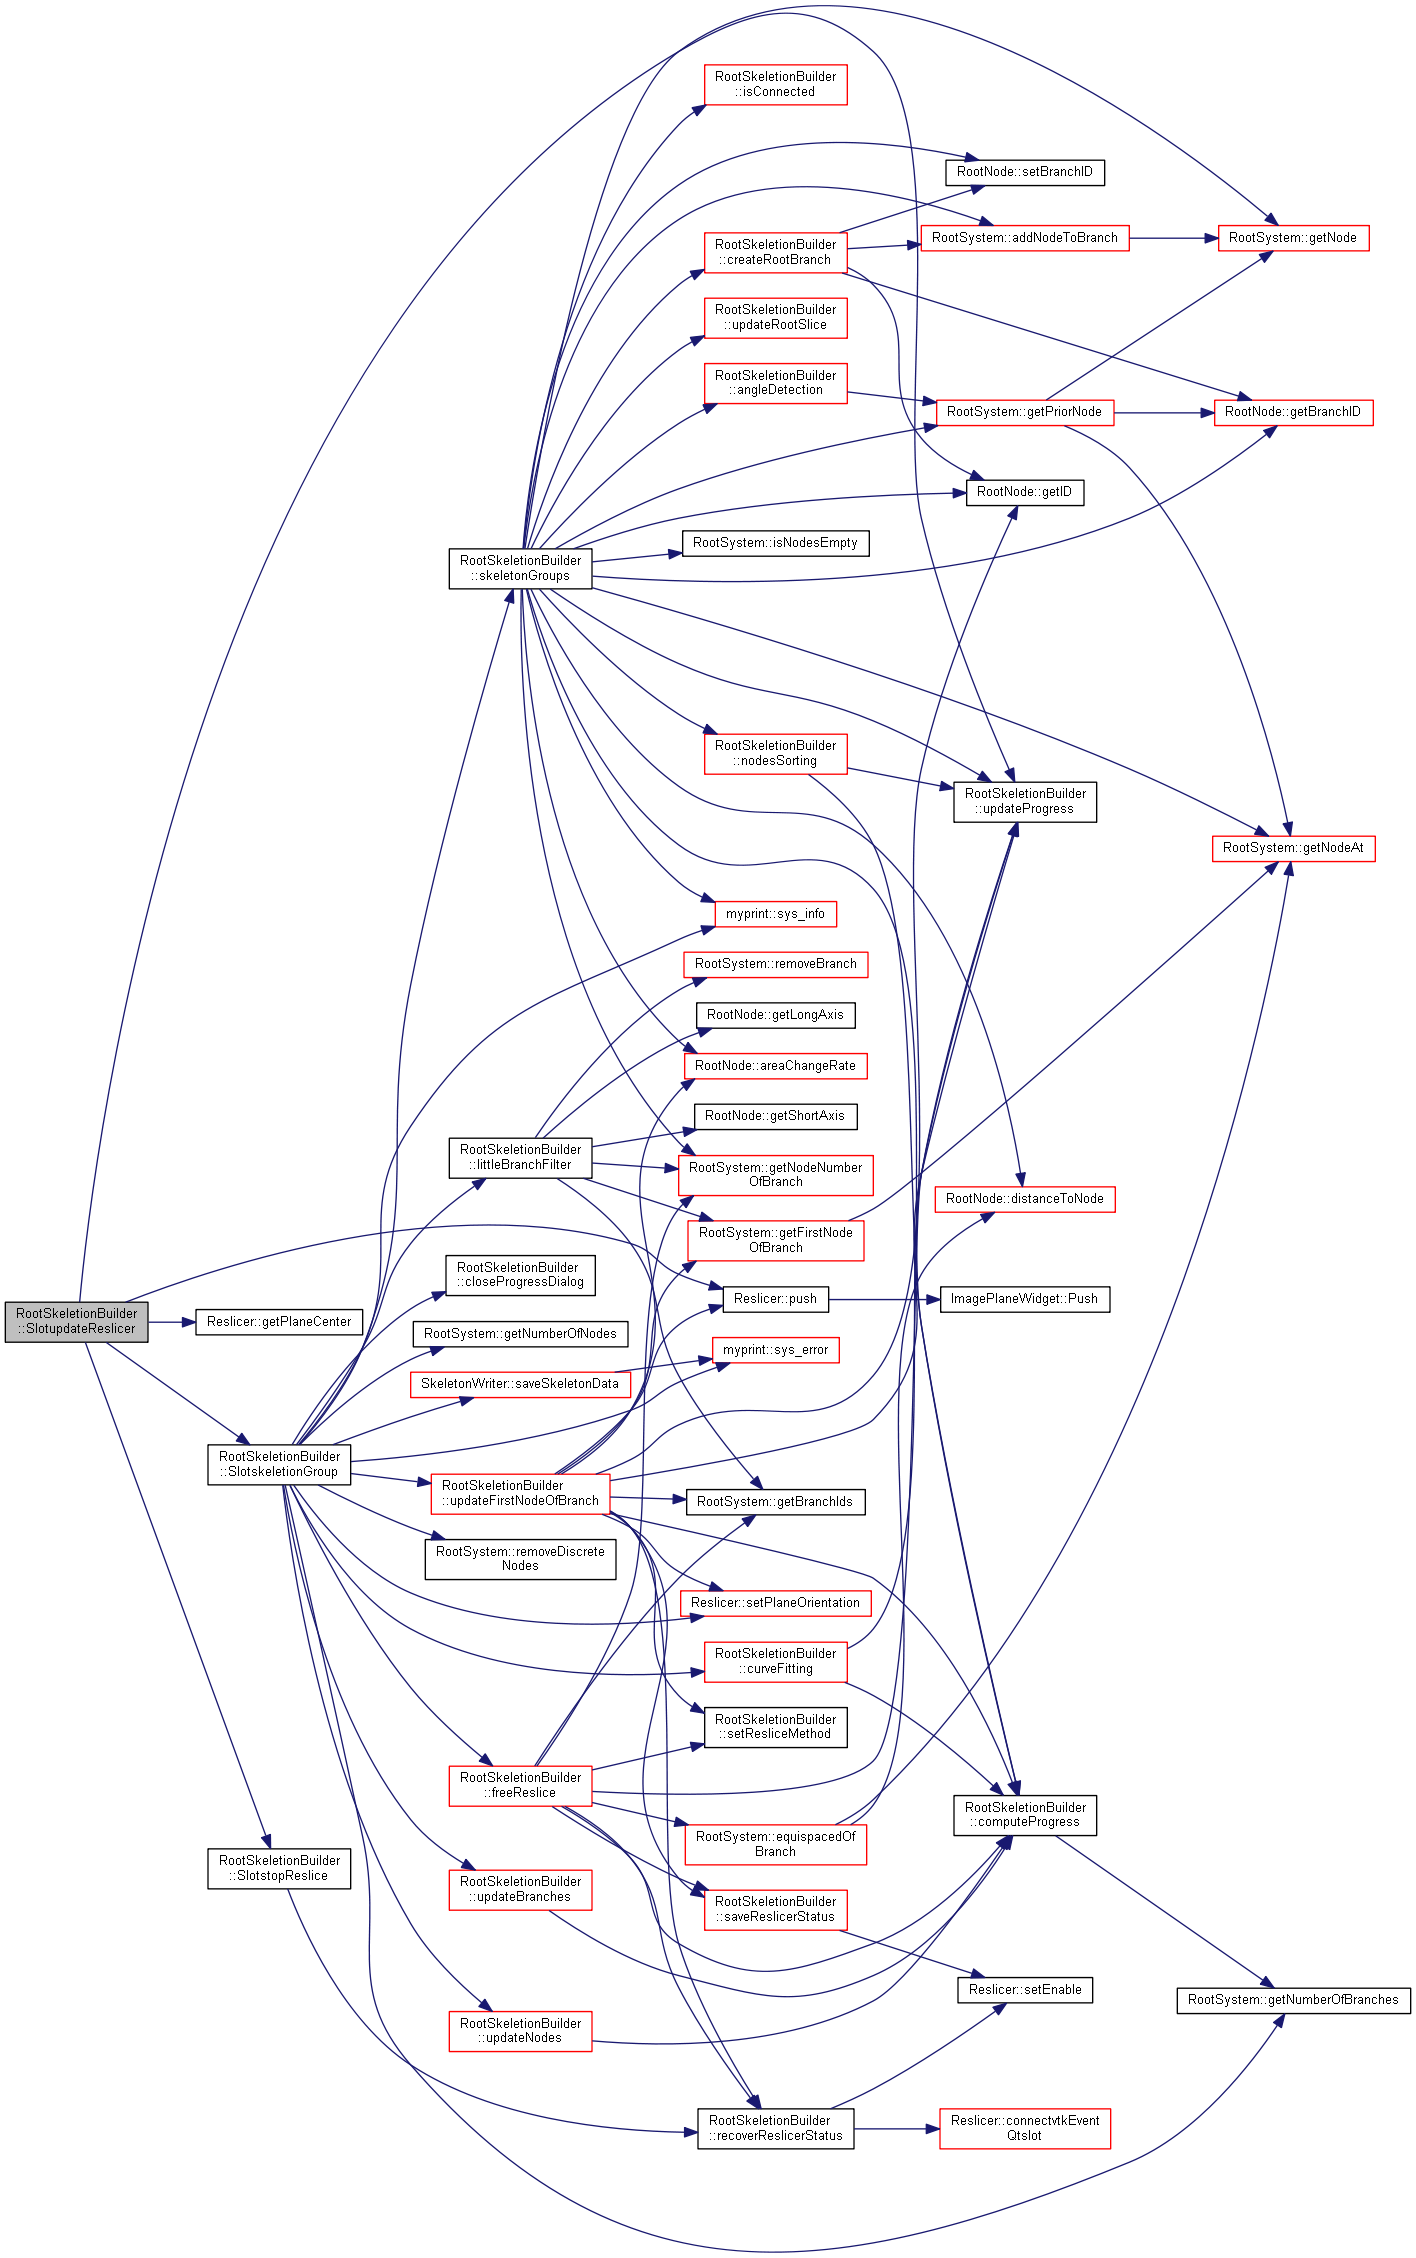 RootSkeletionBuilder
::isConnected
RootNode::setBranchID
RootSkeletionBuilder
::createRootBranch
RootSystem::addNodeToBranch
RootSystem::getNode
RootSkeletionBuilder
::updateRootSlice
RootSkeletionBuilder
::angleDetection
RootSystem::getPriorNode
RootNode::getBranchID
RootNode::getID
RootSystem::isNodesEmpty
RootSkeletionBuilder
::skeletonGroups
RootSkeletionBuilder
::nodesSorting
RootSkeletionBuilder
::updateProgress
RootSystem::getNodeAt
myprint::sys_info
RootSystem::removeBranch
RootNode::getLongAxis
RootNode::areaChangeRate
RootNode::getShortAxis
RootSkeletionBuilder
::littleBranchFilter
RootSystem::getNodeNumber
OfBranch
RootNode::distanceToNode
RootSystem::getFirstNode
OfBranch
RootSkeletionBuilder
::closeProgressDialog
Reslicer::push
ImagePlaneWidget::Push
RootSkeletionBuilder
::SlotupdateReslicer
Reslicer::getPlaneCenter
RootSystem::getNumberOfNodes
myprint::sys_error
SkeletonWriter::saveSkeletonData
RootSkeletionBuilder
::SlotskeletionGroup
RootSkeletionBuilder
::updateFirstNodeOfBranch
RootSystem::getBranchIds
RootSystem::removeDiscrete
Nodes
Reslicer::setPlaneOrientation
RootSkeletionBuilder
::curveFitting
RootSkeletionBuilder
::setResliceMethod
RootSkeletionBuilder
::freeReslice
RootSkeletionBuilder
::computeProgress
RootSystem::equispacedOf
Branch
RootSkeletionBuilder
::SlotstopReslice
RootSkeletionBuilder
::updateBranches
RootSkeletionBuilder
::saveReslicerStatus
Reslicer::setEnable
RootSystem::getNumberOfBranches
RootSkeletionBuilder
::updateNodes
RootSkeletionBuilder
::recoverReslicerStatus
Reslicer::connectvtkEvent
Qtslot